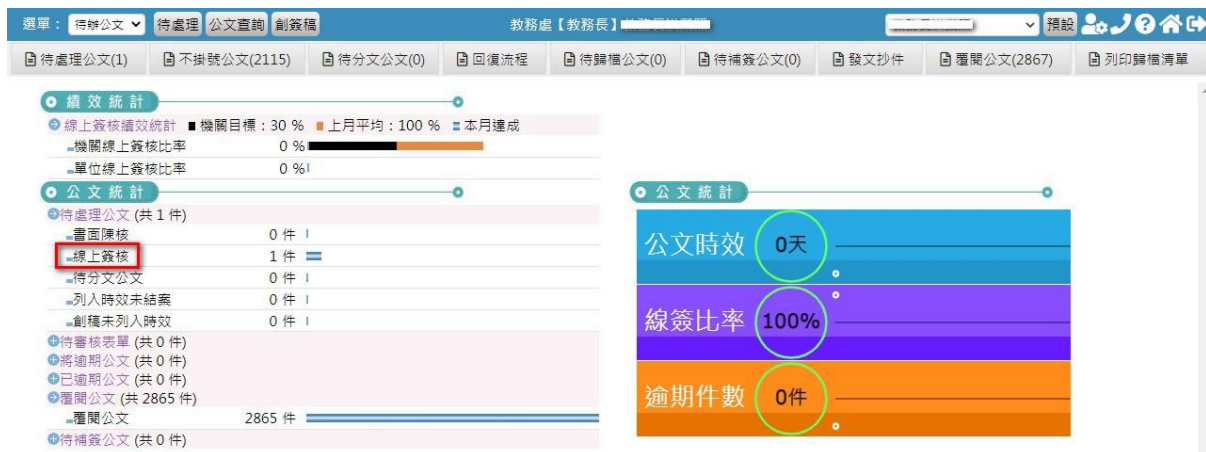 選單： 待辦公文 待處理 公文查詢 創簽稿 教務處【教務長】 預設
待處理公文(1) 不掛號公文(2115) 待分文公文(0) 回復流程 待歸檔公文(0) 待補簽公文(0) 發文抄件 覆閱公文(2867) 列印歸檔清單
績效統計
線上簽核績效統計 ■機關目標：30 % ■上月平均：100 % 本月達成
機關線上簽核比率 0 %
單位線上簽核比率 0 %
公文統計
待處理公文 (共 1 件)
書面陳核 0 件
線上簽核 1 件
待分文公文 0 件
列入時效未結案 0 件
創稿未列入時效 0 件
待審核表單 (共 0 件)
將逾期公文 (共 0 件)
已逾期公文 (共 0 件)
覆閱公文 (共 2865 件)
覆閱公文 2865 件
待補簽公文 (共 0 件)
公文統計
公文時效 0天
線簽比率 100%
逾期件數 0件